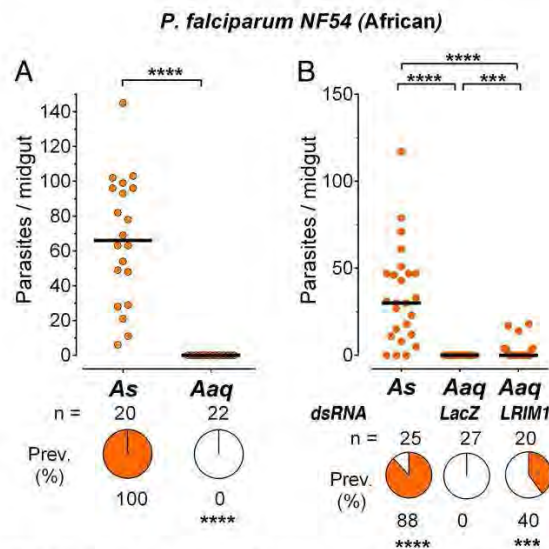 P. falciparum NF54 (African)
A
****
Parasites / midgut
140
120
100
80
60
40
20
0
As Aaq
n = 20 22
Prev. (%)
100 0
****
B
****
**** ***
Parasites / midgut
150
100
50
0
As Aaq Aaq
dsRNA LacZ LRIM1
n = 25 27 20
Prev. (%)
88 0 40
**** ***